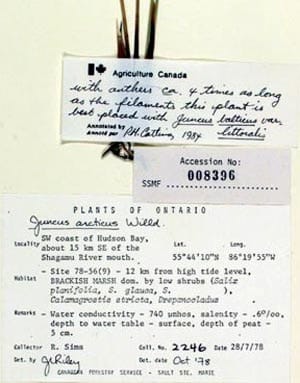 Agriculture Canada
with anthers ca. 4 times as long
as the filaments this plant is
best placed with Juncus balticus var.
littoralis
Annotated by
Annoté par P.M. Catling, 1984
Accession No:
008396
SSMF
PLANTS OF ONTARIO
Juncus arcticus Willd.
Locality SW coast of Hudson Bay, Lat. Long.
about 15 km SE of the
Shagamu River mouth. 55°44'10"N 86°19'55"W
Habitat - Site 78-56(9) - 12 km from high tide level,
BRACKISH MARSH dom. by low shrubs (Salix
planifolia, S. glauca, S. ),
Calamagrostis stricta, Drepanocladus
Remarks - Water conductivity - 740 umhos, salinity - .6º/oo,
depth to water table - surface, depth of peat -
5 cm.
Collector R. Sims Coll. No. 2246 Date 28/7/78
Det. by J Riley Det. date Oct '78
CANADIAN FORESTRY SERVICE - SAULT STE. MARIE